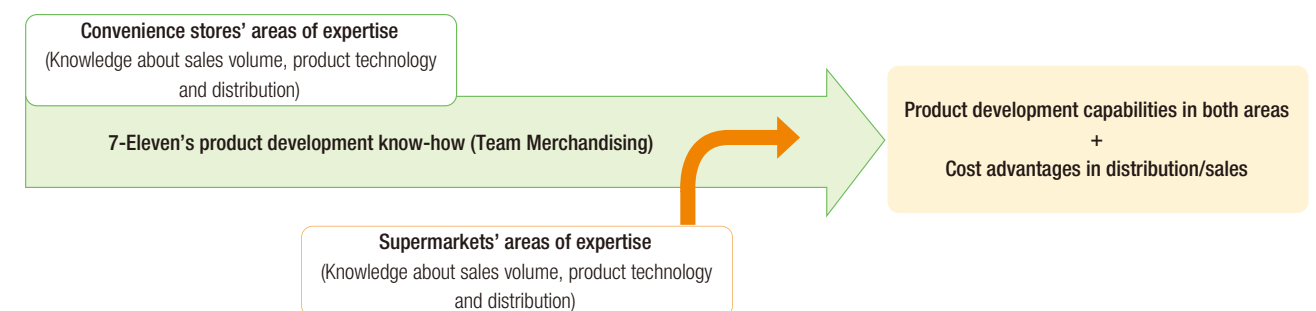 Convenience stores’ areas of expertise
(Knowledge about sales volume, product technology
and distribution)
7-Eleven’s product development know-how (Team Merchandising)
Supermarkets’ areas of expertise
(Knowledge about sales volume, product technology
and distribution)
Product development capabilities in both areas
+
Cost advantages in distribution/sales